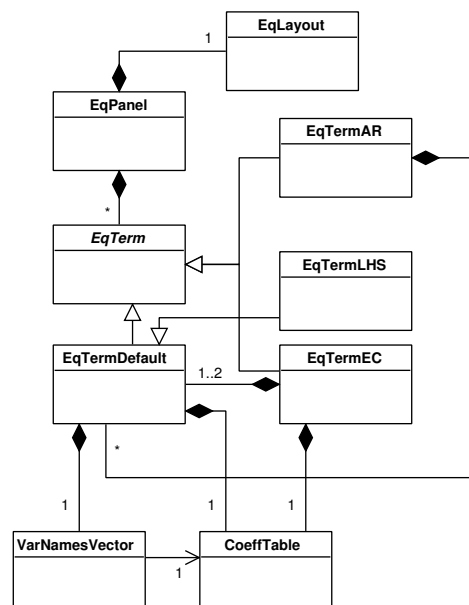 EqLayout
1
EqPanel
EqTermAR
*
EqTerm
EqTermLHS
EqTermDefault
EqTermEC
1..2
*
1
1
1
VarNamesVector
CoeffTable
1